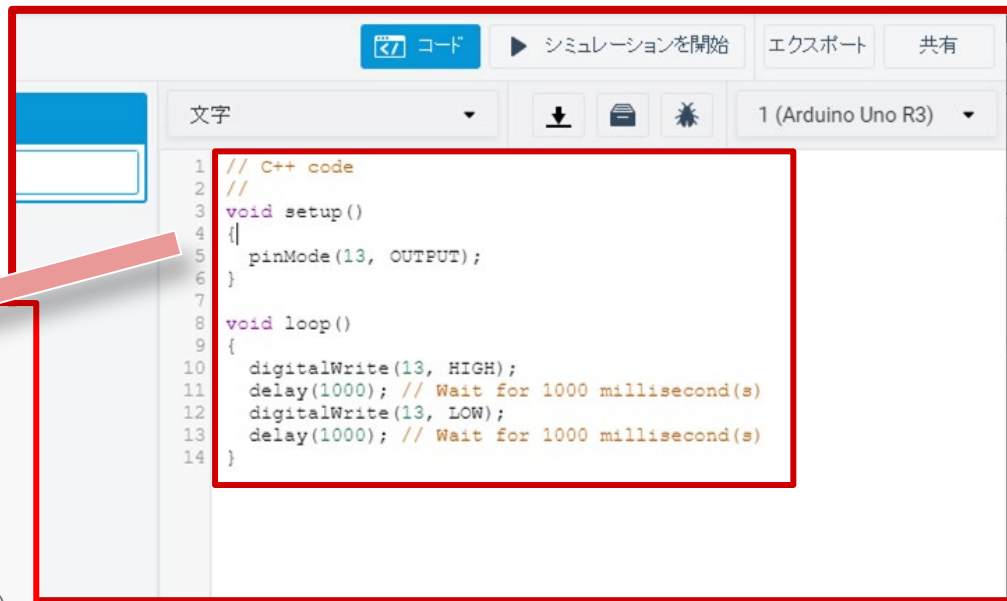 コード シミュレーションを開始 エクスポート 共有
文字 1 (Arduino Uno R3)
1 // C++ code
2 //
3 void setup()
4 {
5   pinMode(13, OUTPUT);
6 }
7
8 void loop()
9 {
10   digitalWrite(13, HIGH);
11   delay(1000); // Wait for 1000 millisecond(s)
12   digitalWrite(13, LOW);
13   delay(1000); // Wait for 1000 millisecond(s)
14 }